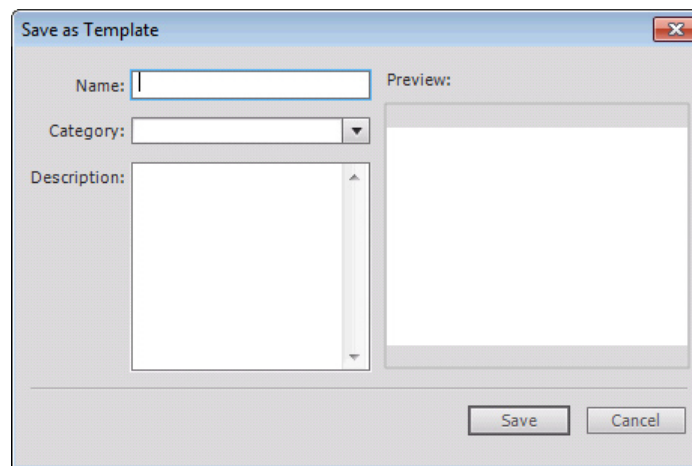 Save as Template
Name:
Preview:
Category:
Description:
Save
Cancel